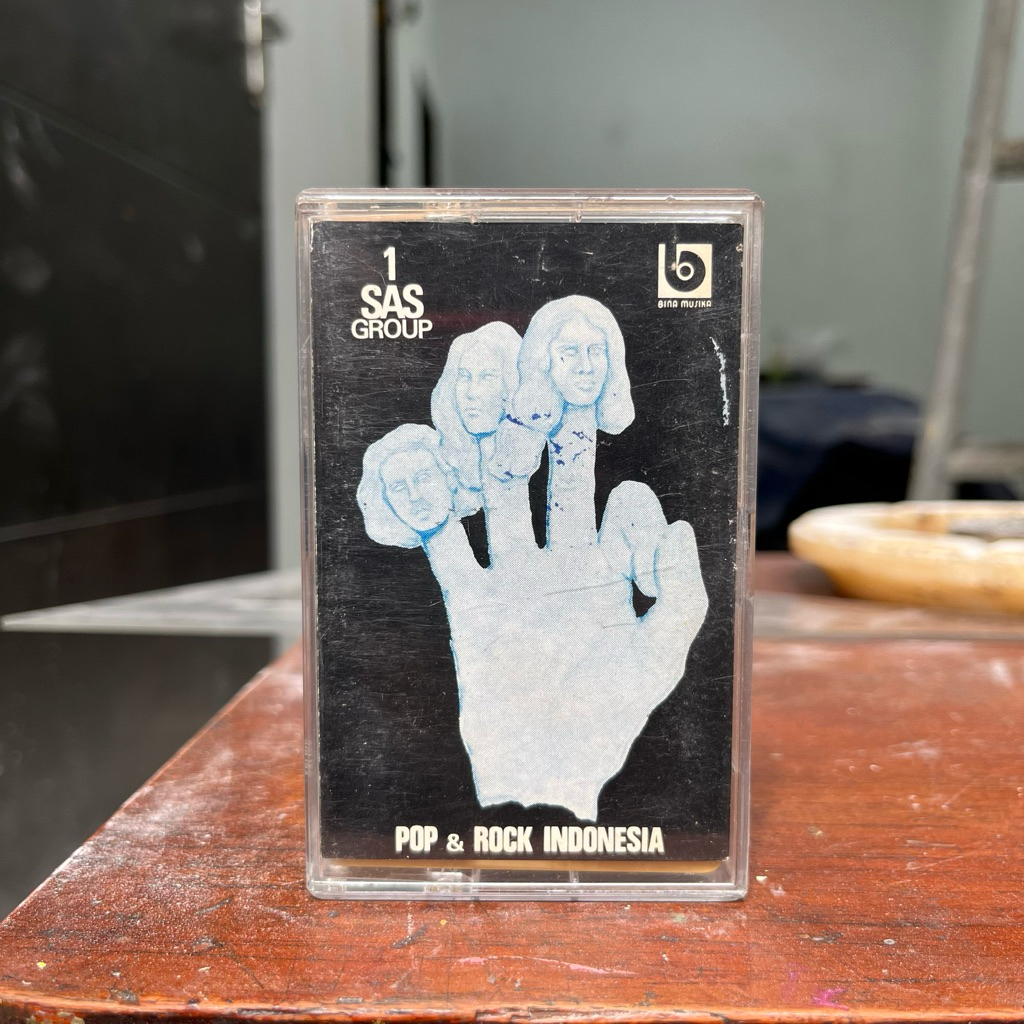 1
SAS
GROUP
b
BINA MUSIKA
POP & ROCK INDONESIA